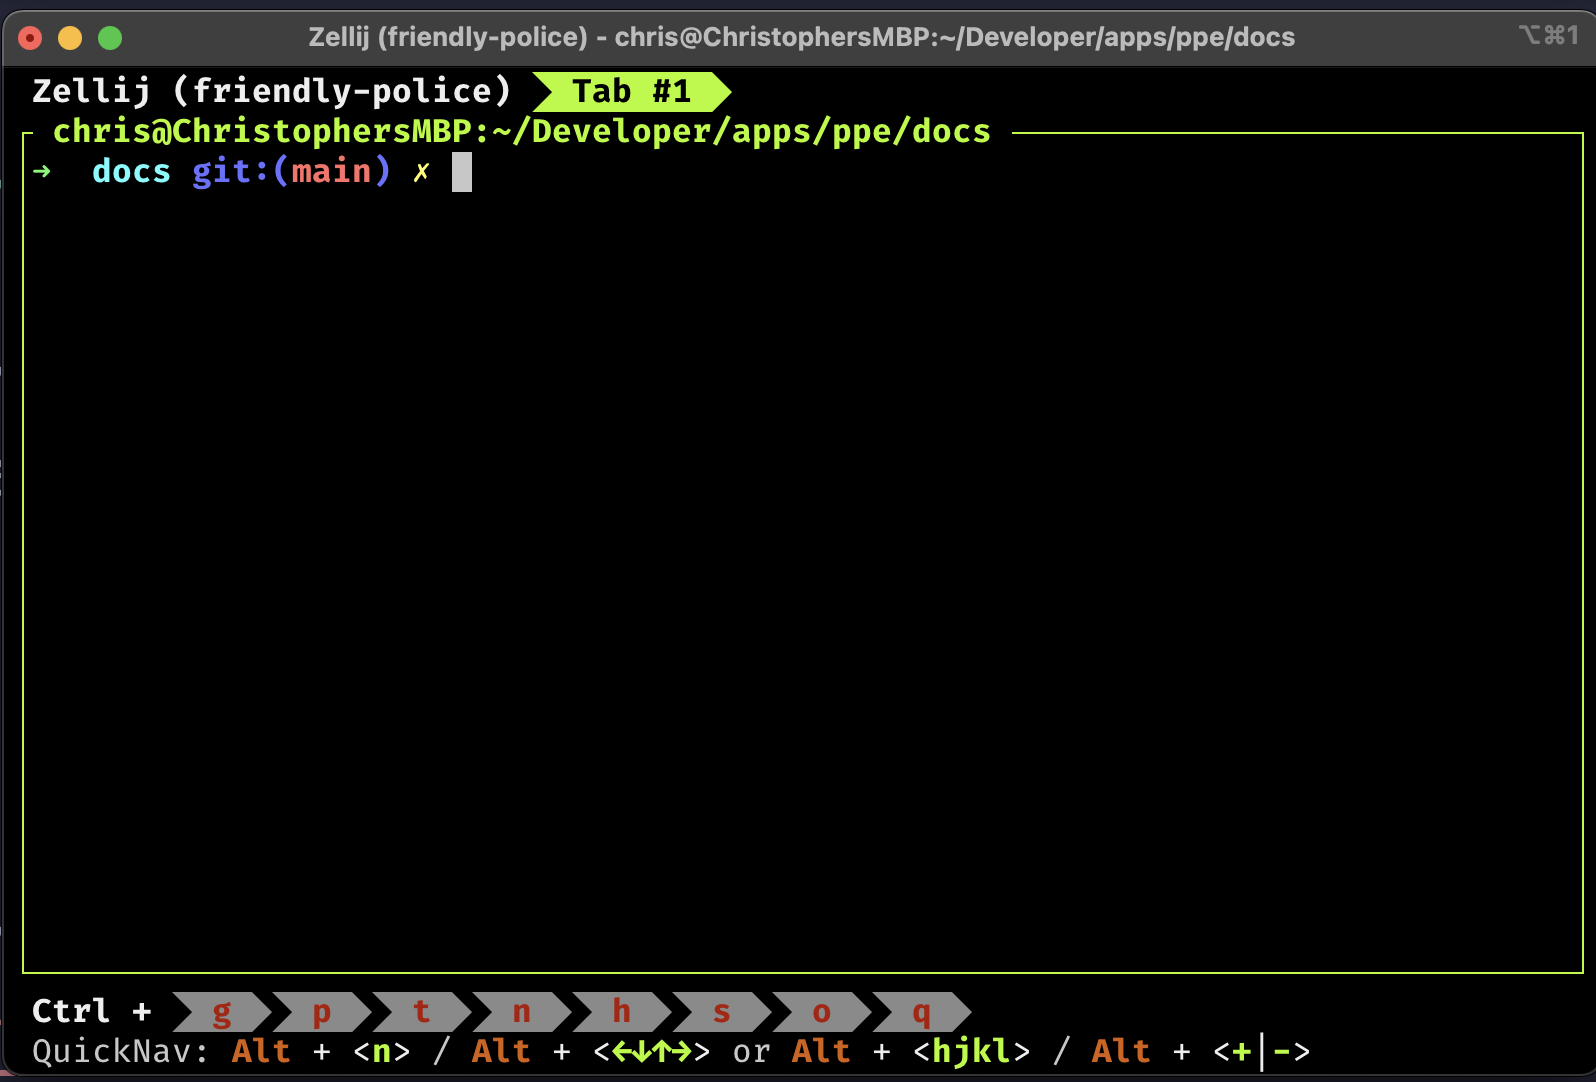 Zellij (friendly-police) - chris@ChristophersMBP:~/Developer/apps/ppe/docs ⌥⌘1
Zellij (friendly-police) Tab #1
chris@ChristophersMBP:~/Developer/apps/ppe/docs
→ docs git:(main) ✗
Ctrl + g p t n h s o q
QuickNav: Alt + <n> / Alt + <←↓↑→> or Alt + <hjkl> / Alt + <+|->